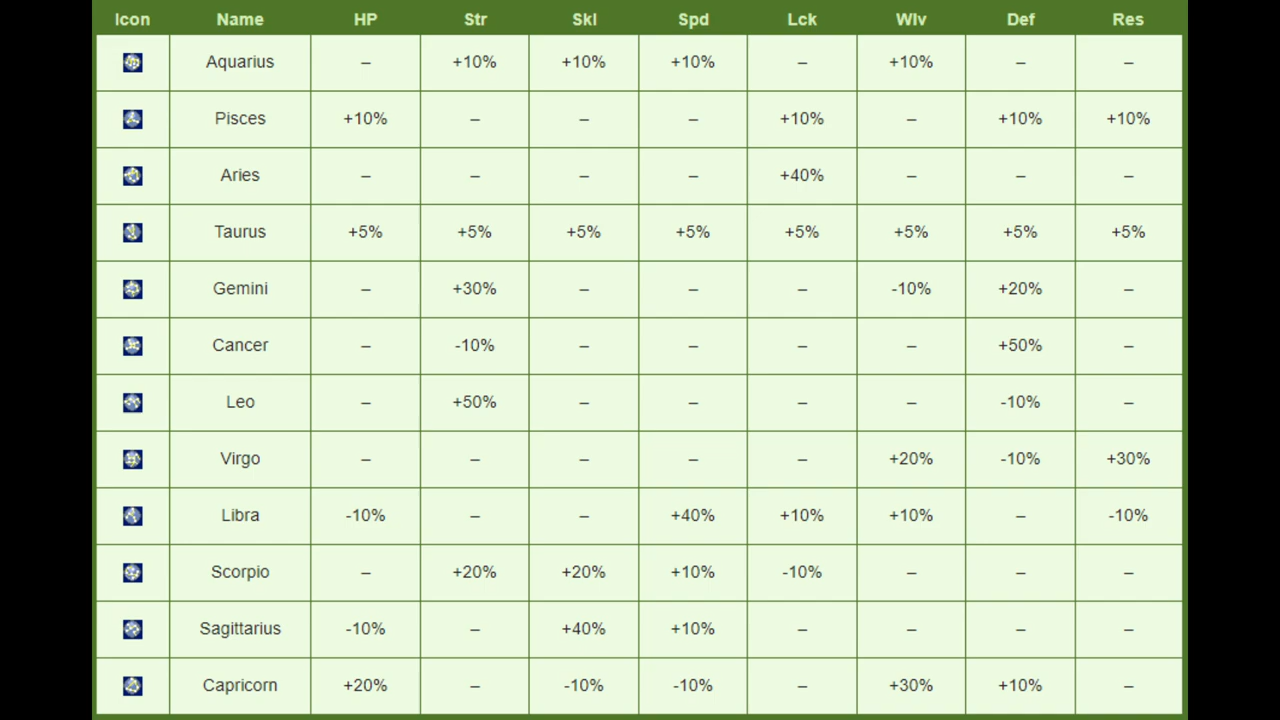 Icon Name HP Str Skl Spd Lck Wlv Def Res
Aquarius – +10% +10% +10% – +10% – –
Pisces +10% – – – +10% – +10% +10%
Aries – – – – +40% – – –
Taurus +5% +5% +5% +5% +5% +5% +5% +5%
Gemini – +30% – – – -10% +20% –
Cancer – -10% – – – – +50% –
Leo – +50% – – – – -10% –
Virgo – – – – – +20% -10% +30%
Libra -10% – – +40% +10% +10% – -10%
Scorpio – +20% +20% +10% -10% – – –
Sagittarius -10% – +40% +10% – – – –
Capricorn +20% – -10% -10% – +30% +10% –